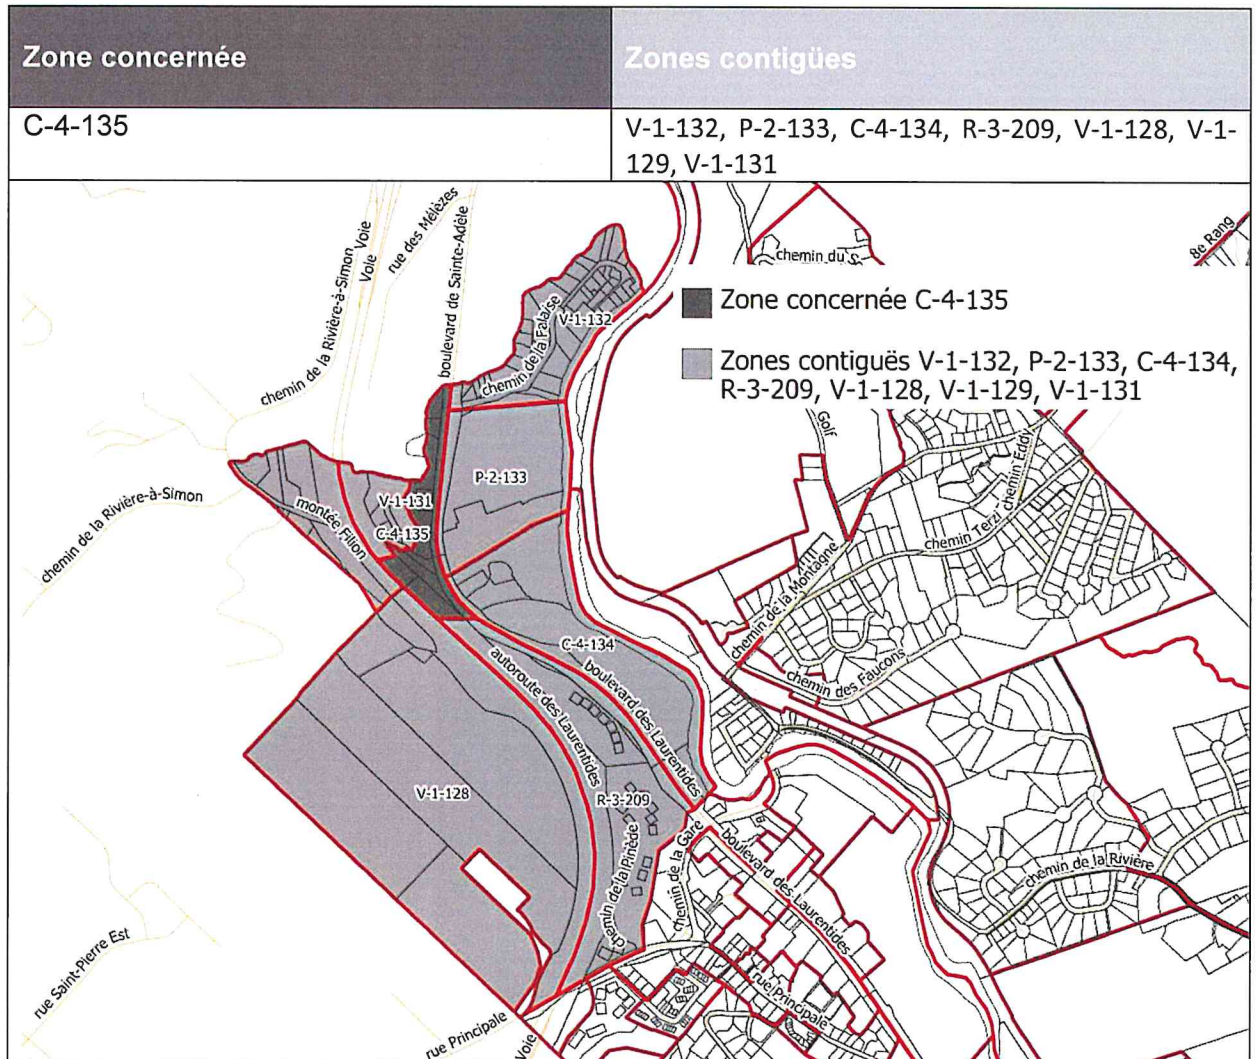 Zone concernée
Zones contigües
C-4-135
V-1-132, P-2-133, C-4-134, R-3-209, V-1-128, V-1-
129, V-1-131
chemin de la Rivière-à-Simon
Voie
Voie
rue des Mélèzes
boulevard de Sainte-Adèle
chemin du
8e Rang
Zone concernée C-4-135
Zones contiguës V-1-132, P-2-133, C-4-134,
R-3-209, V-1-128, V-1-129, V-1-131
V-1-132
chemin de la Falaise
Golf
P-2-133
V-1-131
C-4-135
montée Filion
chemin de la Rivière-à-Simon
chemin Terzi
chemin Eddy
chemin de la Montagne
chemin des Faucons
C-4-134
boulevard des Laurentides
autoroute des Laurentides
V-1-128
R-3-209
chemin de la Pinède
chemin de la Gare
boulevard des Laurentides
chemin de la Rivière
rue Saint-Pierre Est
rue Principale
rue Principale
Voie